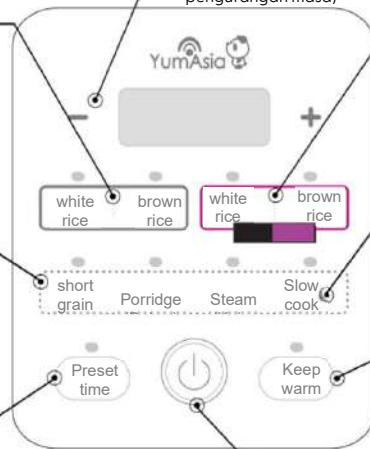 pengurangan masa)
YumAsia
− +
white rice brown rice white rice brown rice
short grain Porridge Steam Slow cook
Preset time Keep warm